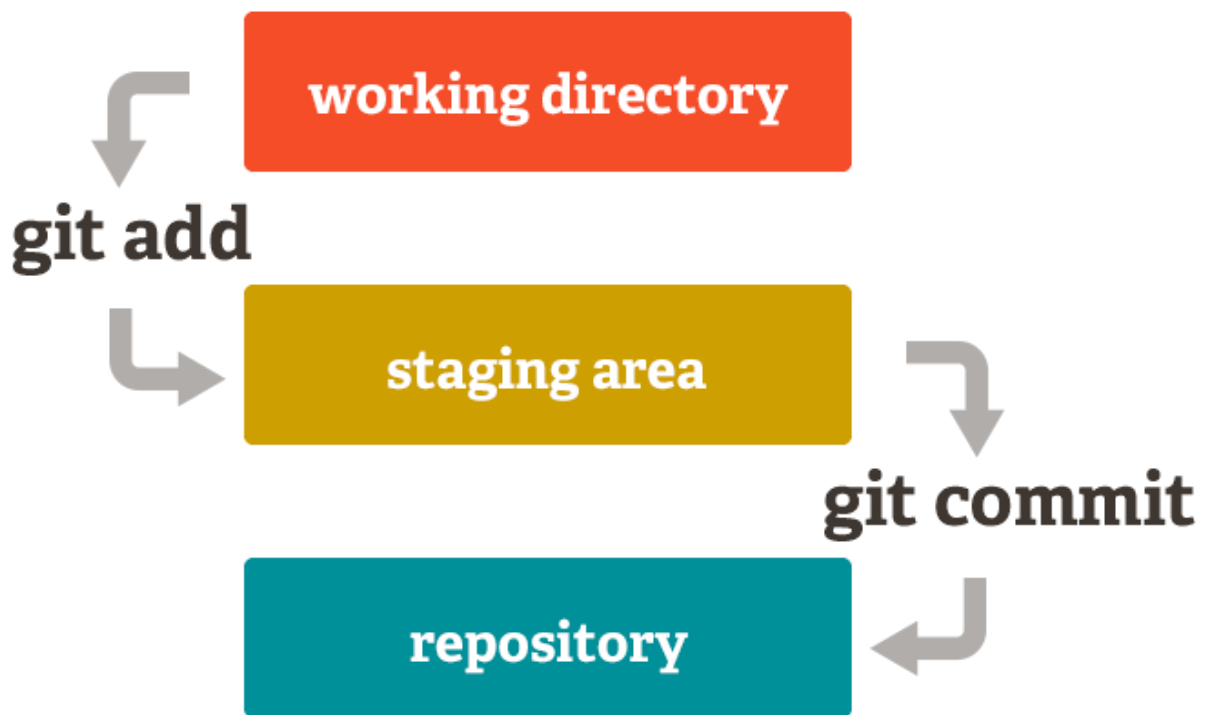 working directory
git add
staging area
git commit
repository